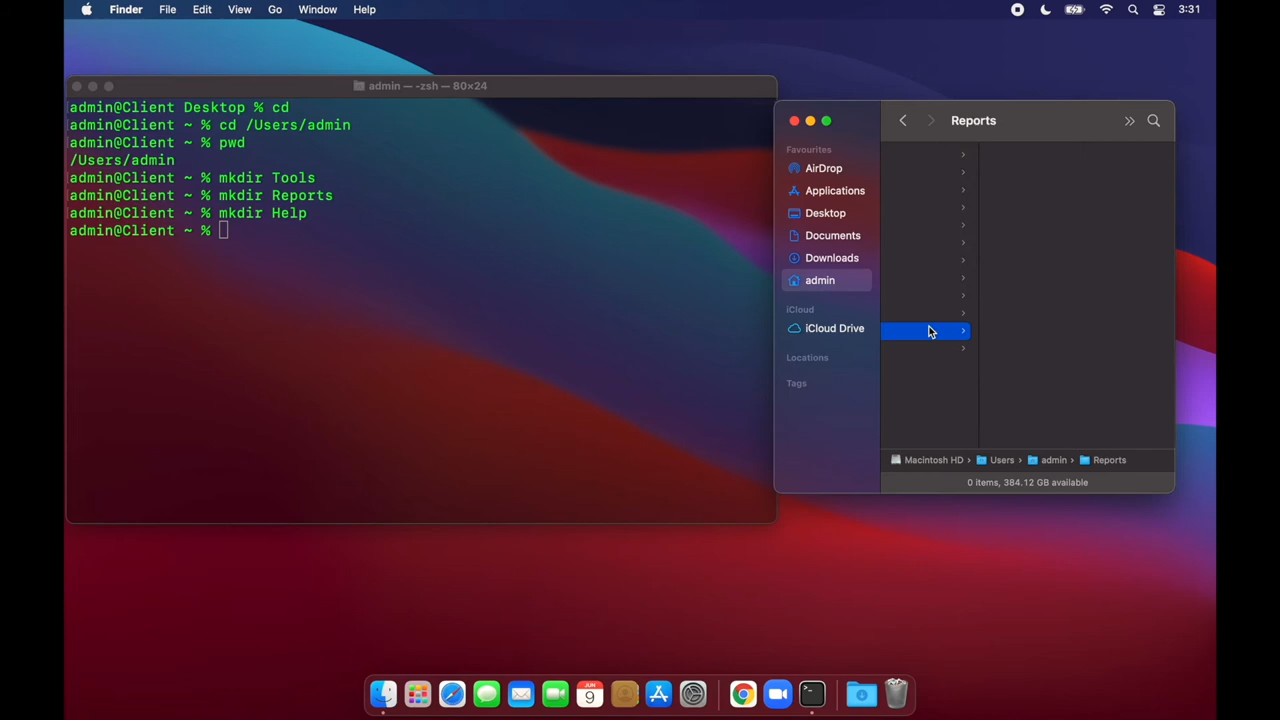 Finder File Edit View Go Window Help 3:31
admin — -zsh — 80×24
admin@Client Desktop % cd
admin@Client ~ % cd /Users/admin
admin@Client ~ % pwd
/Users/admin
admin@Client ~ % mkdir Tools
admin@Client ~ % mkdir Reports
admin@Client ~ % mkdir Help
admin@Client ~ %
Reports
Favourites
AirDrop
Applications
Desktop
Documents
Downloads
admin
iCloud
iCloud Drive
Locations
Tags
Macintosh HD › Users › admin › Reports
0 items, 384.12 GB available
JUN
9
>_